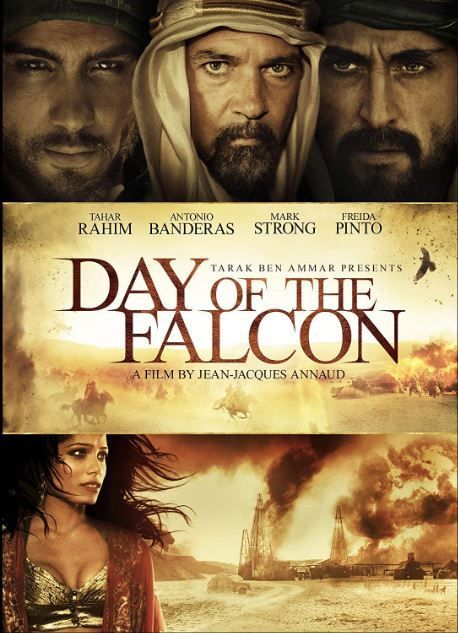 TAHAR ANTONIO MARK FREIDA
RAHIM BANDERAS STRONG PINTO
TARAK BEN AMMAR PRESENTS
DAY OF THE
FALCON
A FILM BY JEAN-JACQUES ANNAUD